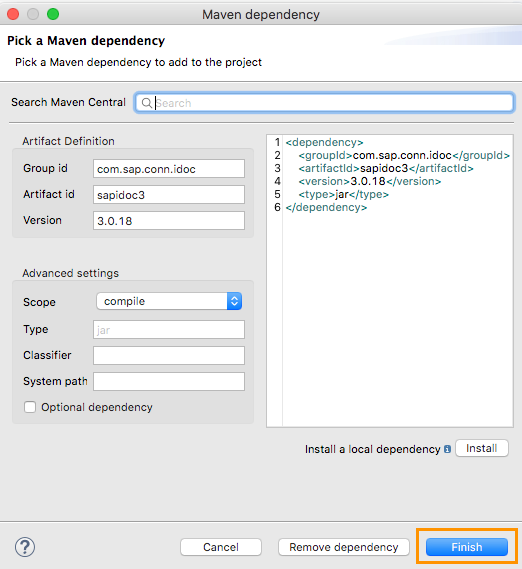 Maven dependency
Pick a Maven dependency
Pick a Maven dependency to add to the project
Search Maven Central
Search
Artifact Definition
Group id
com.sap.conn.idoc
Artifact id
sapidoc3
Version
3.0.18
Advanced settings
Scope
compile
Type
jar
Classifier
System path
Optional dependency
1 <dependency>
2 <groupId>com.sap.conn.idoc</groupId>
3 <artifactId>sapidoc3</artifactId>
4 <version>3.0.18</version>
5 <type>jar</type>
6 </dependency>
Install a local dependency i
Install
?
Cancel
Remove dependency
Finish